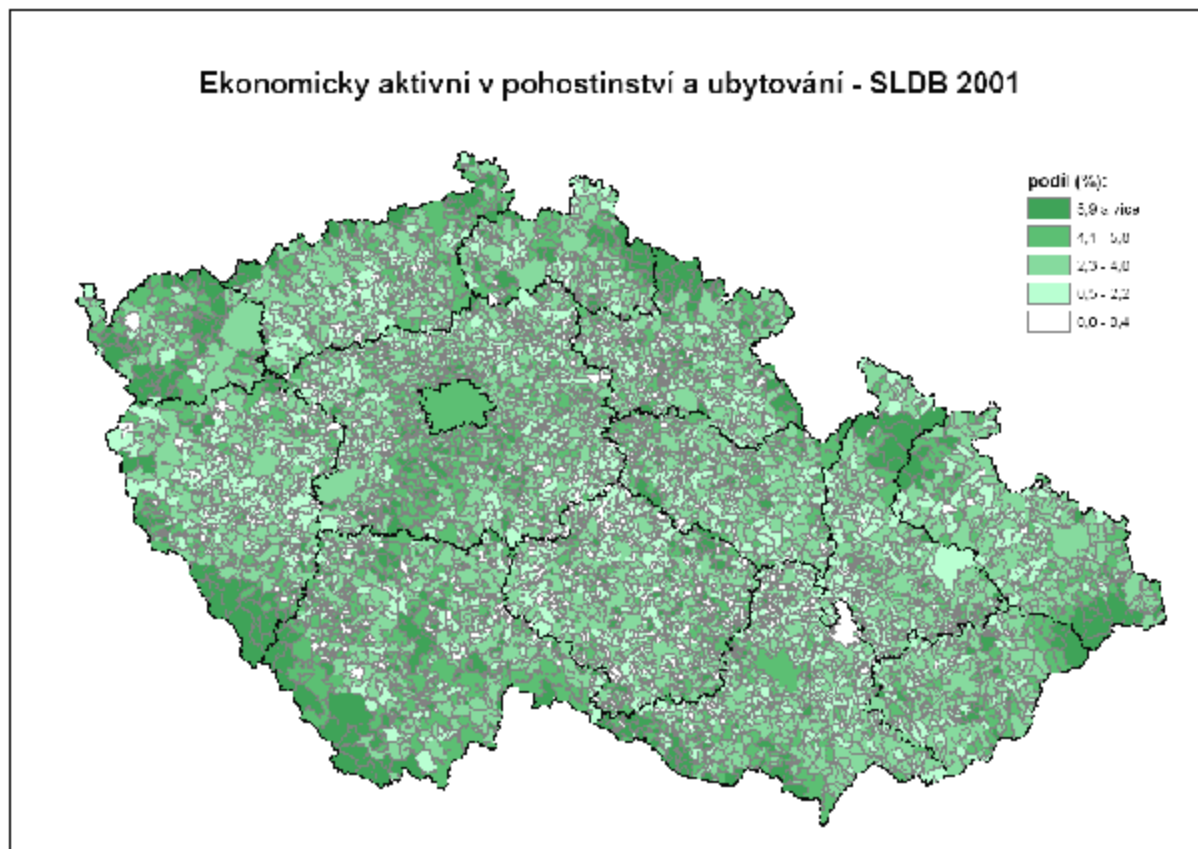 Ekonomicky aktivní v pohostinství a ubytování - SLDB 2001
podíl (%):
5,9 a více
4,1 - 5,8
2,3 - 4,0
0,5 - 2,2
0,0 - 0,4